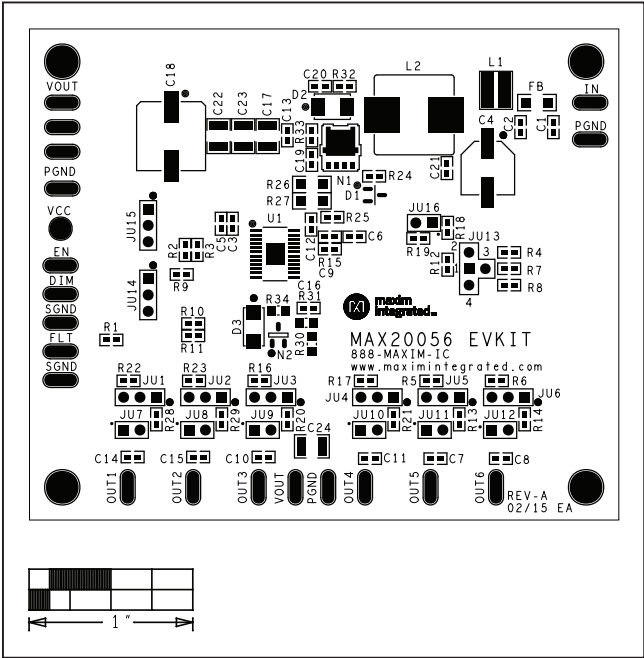 C18
C22
C23
C17
C13
C20 R32
D2
R33
C19
N1
L2
L1
FB
IN
C4
C2
C1
PGND
VOUT
PGND
VCC
EN
DIM
SGND
FLT
SGND
C21
R24
D1
R26
R27
JU15
JU14
R2
R3
R9
C5
C3
U1
C12
R25
C6
R15
C9
JU16
R18
R19
JU13
2
3
1
4
R12
R4
R7
R8
C16
R34
R31
D3
R30
N2
R10
R11
R1
maxim
integrated™
MAX20056 EVKIT
888-MAXIM-IC
www.maximintegrated.com
R22
JU1
R23
JU2
R16
JU3
R17
JU4
R5
JU5
R6
JU6
JU7
R28
JU8
R29
JU9
R20
C24
JU10
R21
JU11
R13
JU12
R14
C14
C15
C10
C11
C7
C8
OUT1
OUT2
OUT3
VOUT
PGND
OUT4
OUT5
OUT6
REV-A
02/15 EA
1 "